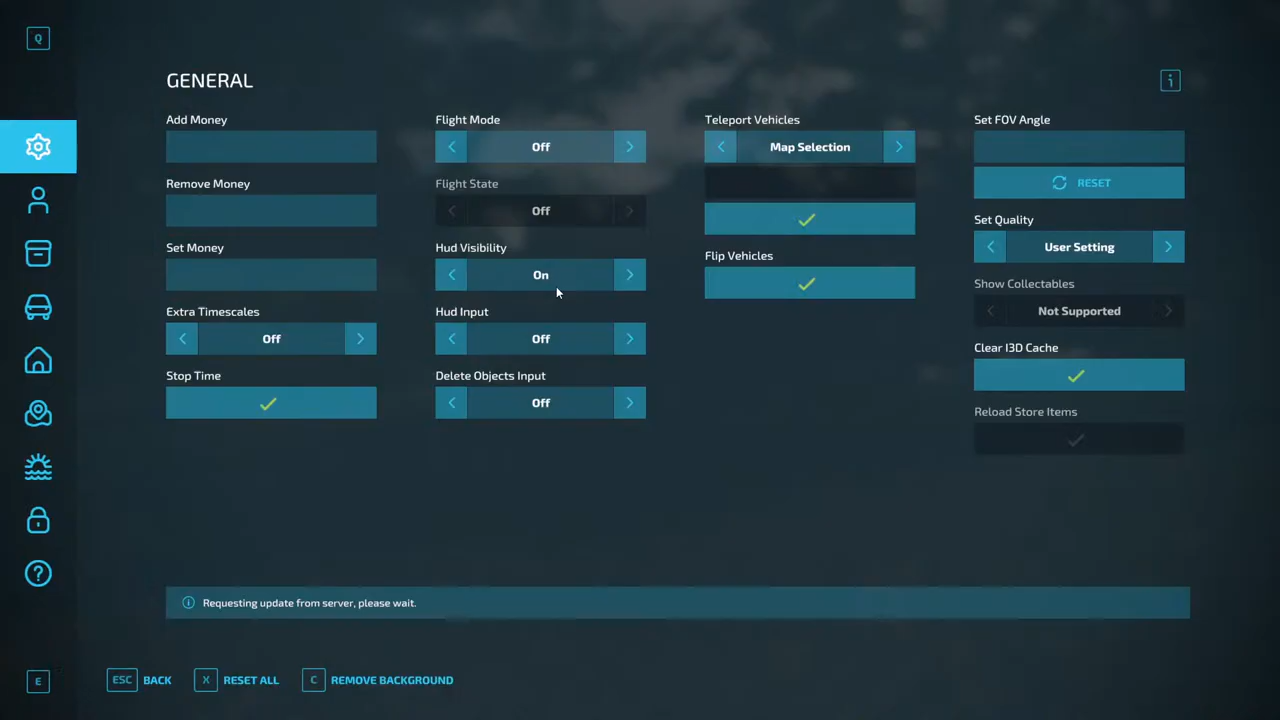 Q
GENERAL
i
Add Money
Remove Money
Set Money
Extra Timescales
Off
Stop Time
Flight Mode
Off
Flight State
Off
Hud Visibility
On
Hud Input
Off
Delete Objects Input
Off
Teleport Vehicles
Map Selection
Flip Vehicles
Set FOV Angle
RESET
Set Quality
User Setting
Show Collectables
Not Supported
Clear I3D Cache
Reload Store Items
?
Requesting update from server, please wait.
E
ESC BACK X RESET ALL C REMOVE BACKGROUND